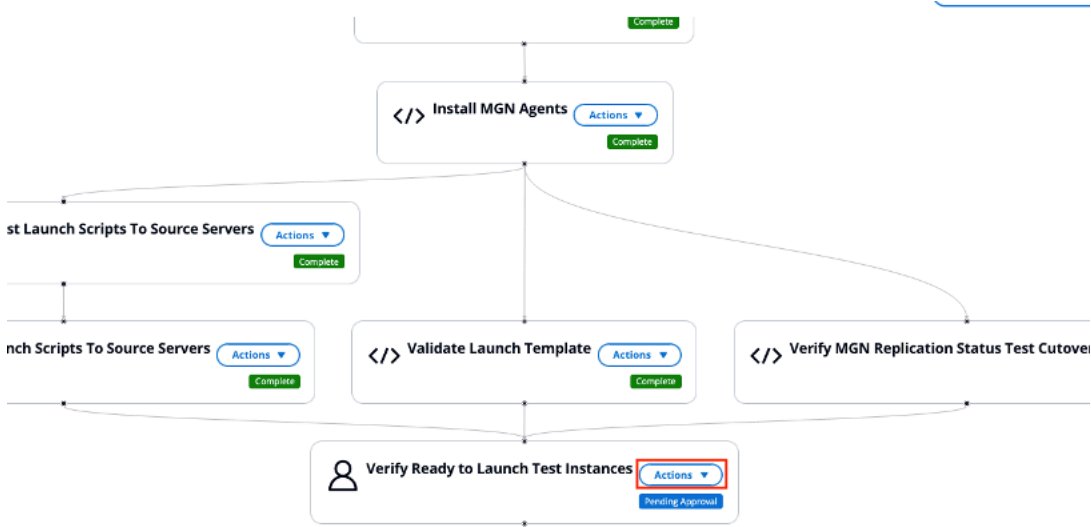 Complete
</> Install MGN Agents Actions ▼
Complete
st Launch Scripts To Source Servers Actions ▼
Complete
nch Scripts To Source Servers Actions ▼
Complete
</> Validate Launch Template Actions ▼
Complete
</> Verify MGN Replication Status Test Cutover
Verify Ready to Launch Test Instances Actions ▼
Pending Approval